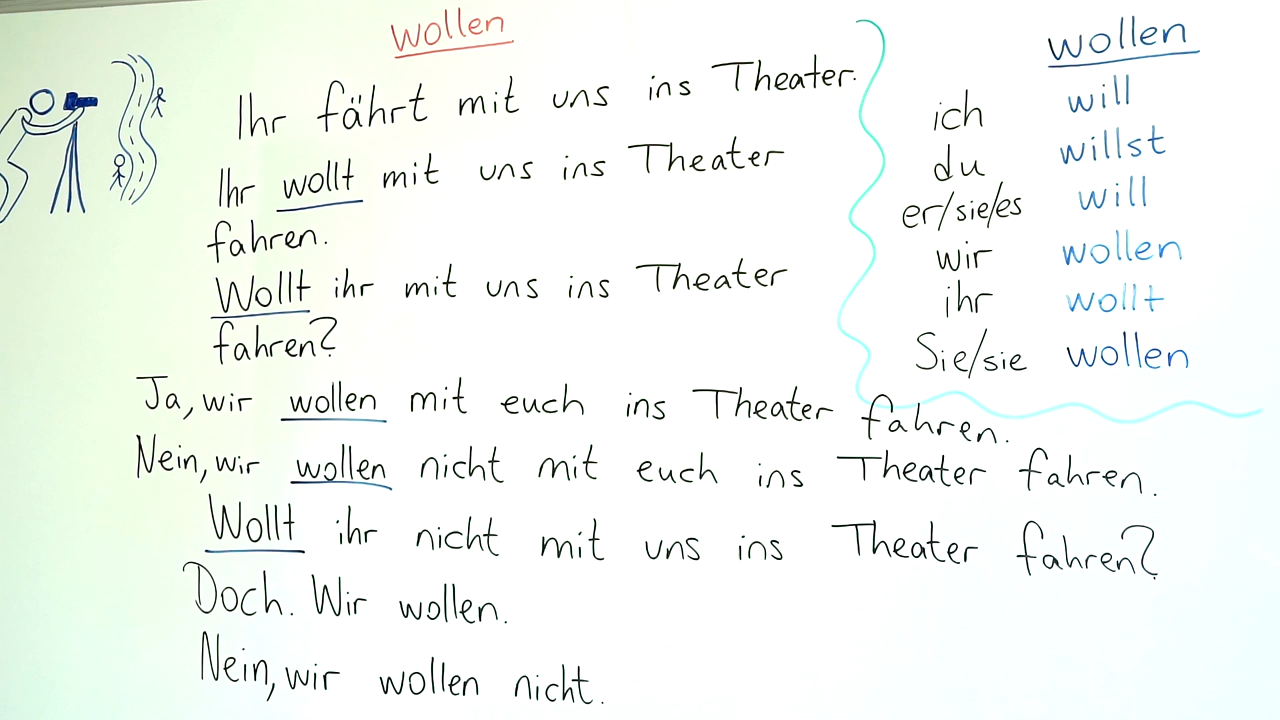 wollen
Ihr fährt mit uns ins Theater.
Ihr wollt mit uns ins Theater
fahren.
Wollt ihr mit uns ins Theater
fahren?
Ja, wir wollen mit euch ins Theater fahren.
Nein, wir wollen nicht mit euch ins Theater fahren.
Wollt ihr nicht mit uns ins Theater fahren?
Doch. Wir wollen.
Nein, wir wollen nicht.
wollen
ich will
du willst
er/sie/es will
wir wollen
ihr wollt
Sie/sie wollen